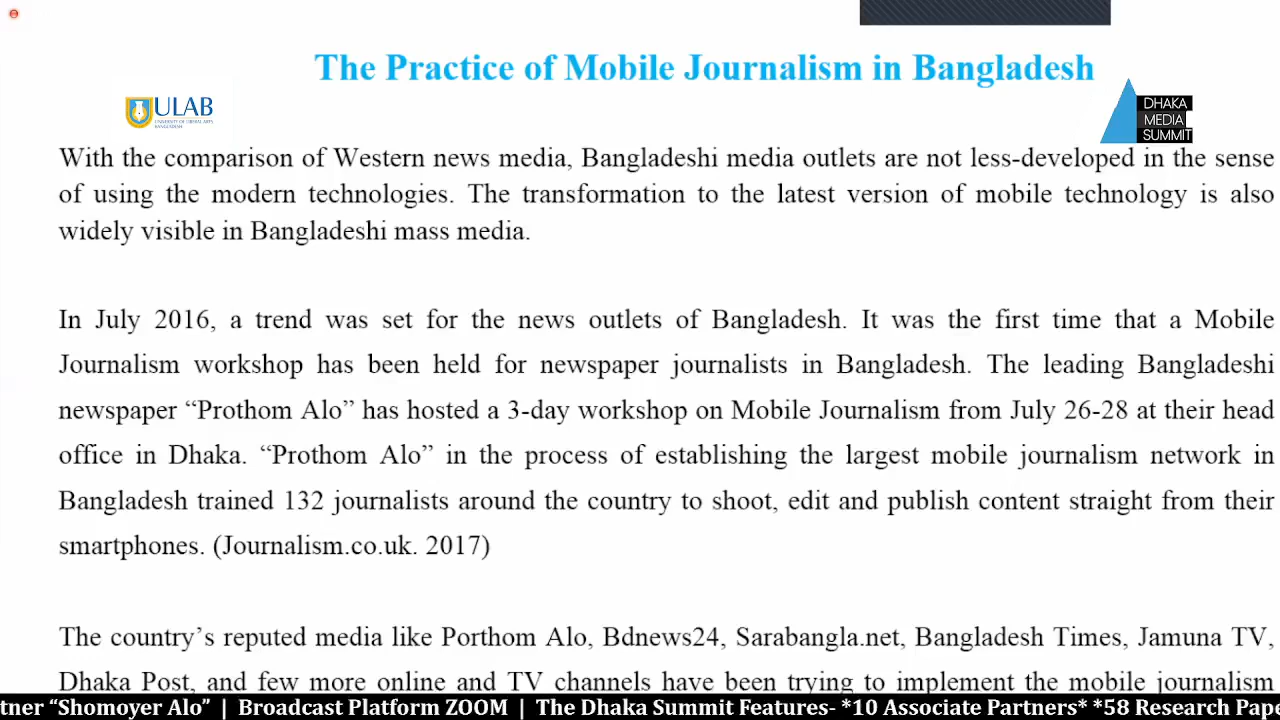 The Practice of Mobile Journalism in Bangladesh
ULAB
UNIVERSITY OF LIBERAL ARTS
BANGLADESH
DHAKA
MEDIA
SUMMIT
With the comparison of Western news media, Bangladeshi media outlets are not less-developed in the sense
of using the modern technologies. The transformation to the latest version of mobile technology is also
widely visible in Bangladeshi mass media.
In July 2016, a trend was set for the news outlets of Bangladesh. It was the first time that a Mobile
Journalism workshop has been held for newspaper journalists in Bangladesh. The leading Bangladeshi
newspaper “Prothom Alo” has hosted a 3-day workshop on Mobile Journalism from July 26-28 at their head
office in Dhaka. “Prothom Alo” in the process of establishing the largest mobile journalism network in
Bangladesh trained 132 journalists around the country to shoot, edit and publish content straight from their
smartphones. (Journalism.co.uk. 2017)
The country’s reputed media like Porthom Alo, Bdnews24, Sarabangla.net, Bangladesh Times, Jamuna TV,
Dhaka Post, and few more online and TV channels have been trying to implement the mobile journalism
tner “Shomoyer Alo” | Broadcast Platform ZOOM | The Dhaka Summit Features- *10 Associate Partners* *58 Research Pape